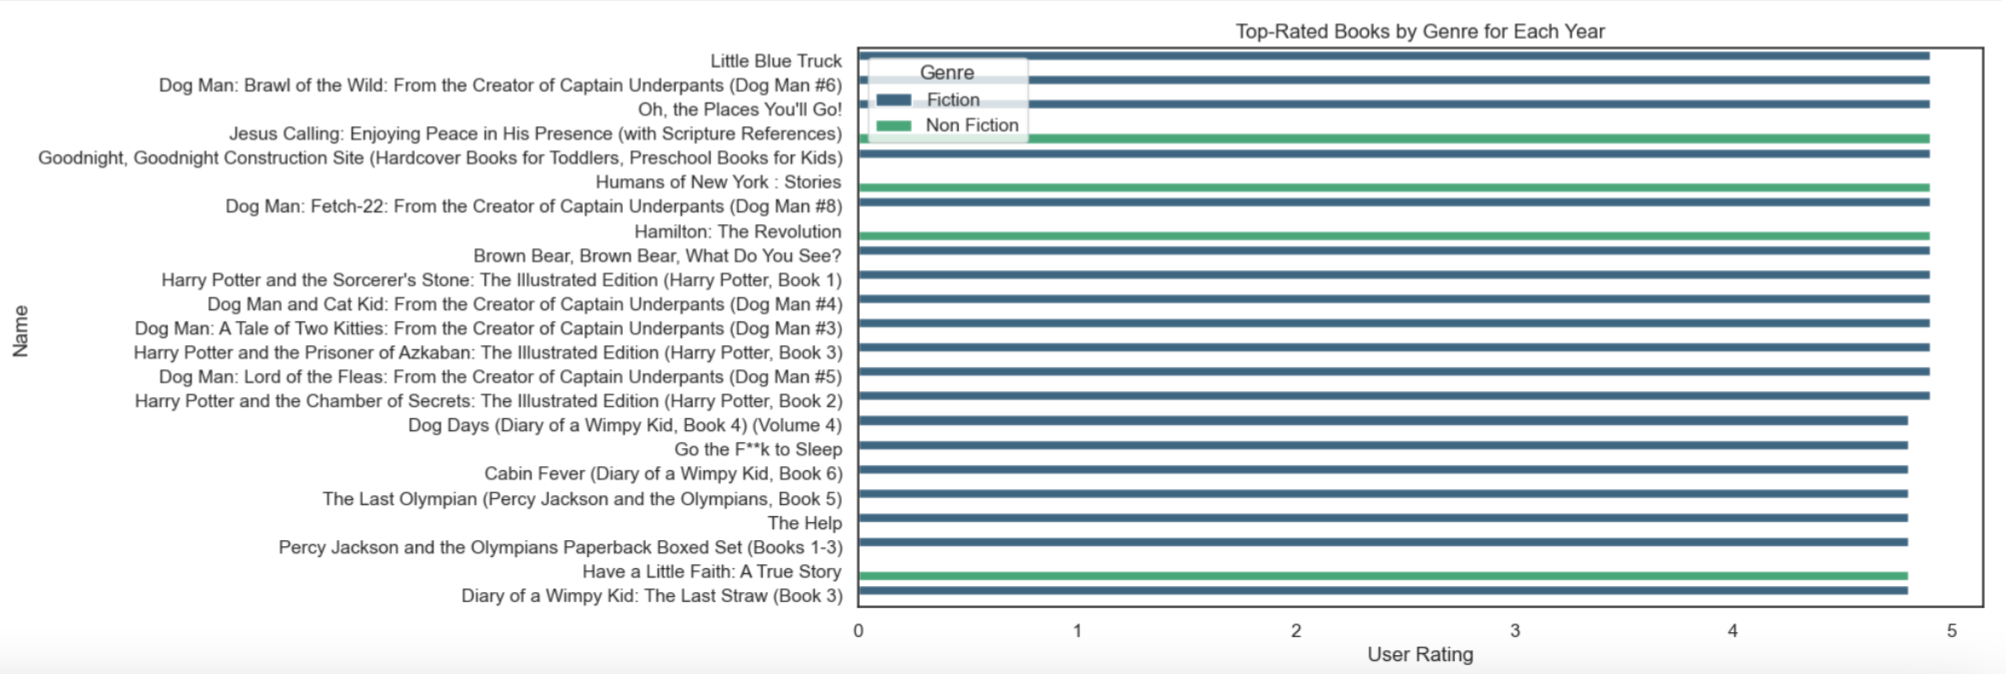 Top-Rated Books by Genre for Each Year
Little Blue Truck
Dog Man: Brawl of the Wild: From the Creator of Captain Underpants (Dog Man #6)
Oh, the Places You'll Go!
Jesus Calling: Enjoying Peace in His Presence (with Scripture References)
Goodnight, Goodnight Construction Site (Hardcover Books for Toddlers, Preschool Books for Kids)
Humans of New York : Stories
Dog Man: Fetch-22: From the Creator of Captain Underpants (Dog Man #8)
Hamilton: The Revolution
Brown Bear, Brown Bear, What Do You See?
Harry Potter and the Sorcerer's Stone: The Illustrated Edition (Harry Potter, Book 1)
Dog Man and Cat Kid: From the Creator of Captain Underpants (Dog Man #4)
Dog Man: A Tale of Two Kitties: From the Creator of Captain Underpants (Dog Man #3)
Harry Potter and the Prisoner of Azkaban: The Illustrated Edition (Harry Potter, Book 3)
Dog Man: Lord of the Fleas: From the Creator of Captain Underpants (Dog Man #5)
Harry Potter and the Chamber of Secrets: The Illustrated Edition (Harry Potter, Book 2)
Dog Days (Diary of a Wimpy Kid, Book 4) (Volume 4)
Go the F**k to Sleep
Cabin Fever (Diary of a Wimpy Kid, Book 6)
The Last Olympian (Percy Jackson and the Olympians, Book 5)
The Help
Percy Jackson and the Olympians Paperback Boxed Set (Books 1-3)
Have a Little Faith: A True Story
Diary of a Wimpy Kid: The Last Straw (Book 3)
Name
Genre
Fiction
Non Fiction
0 1 2 3 4 5
User Rating